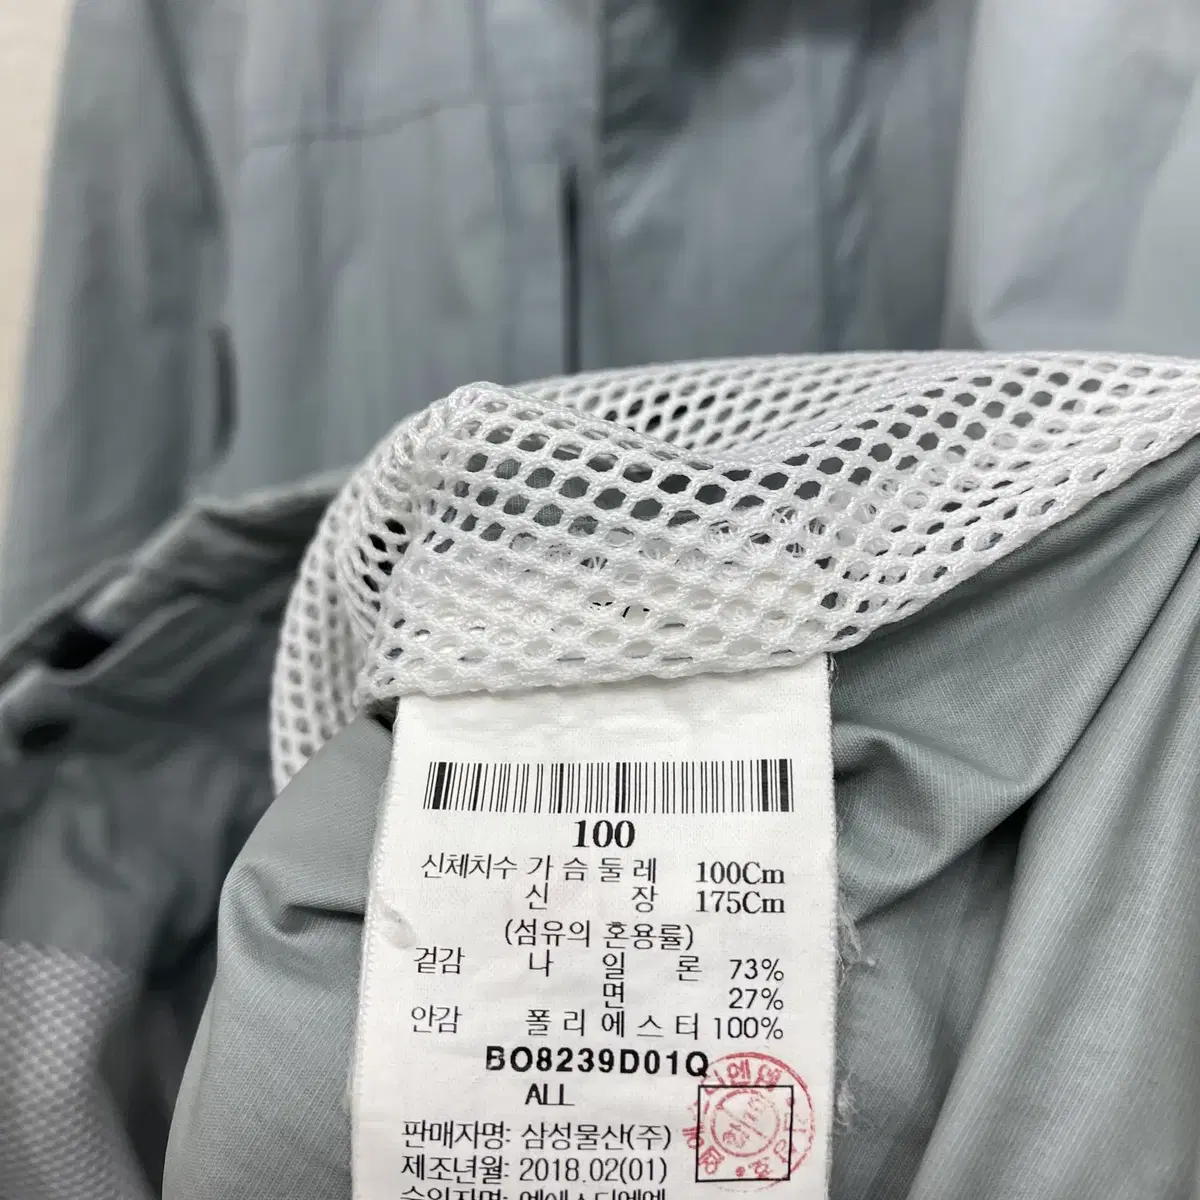 100
신체치수 가 슴 둘 레 100Cm
신 장 175Cm
(섬유의 혼용률)
겉감 나 일 론 73%
면 27%
안감 폴 리 에 스 터 100%
BO8239D01Q
ALL
판매자명: 삼성물산(주)
제조년월: 2018.02(01)